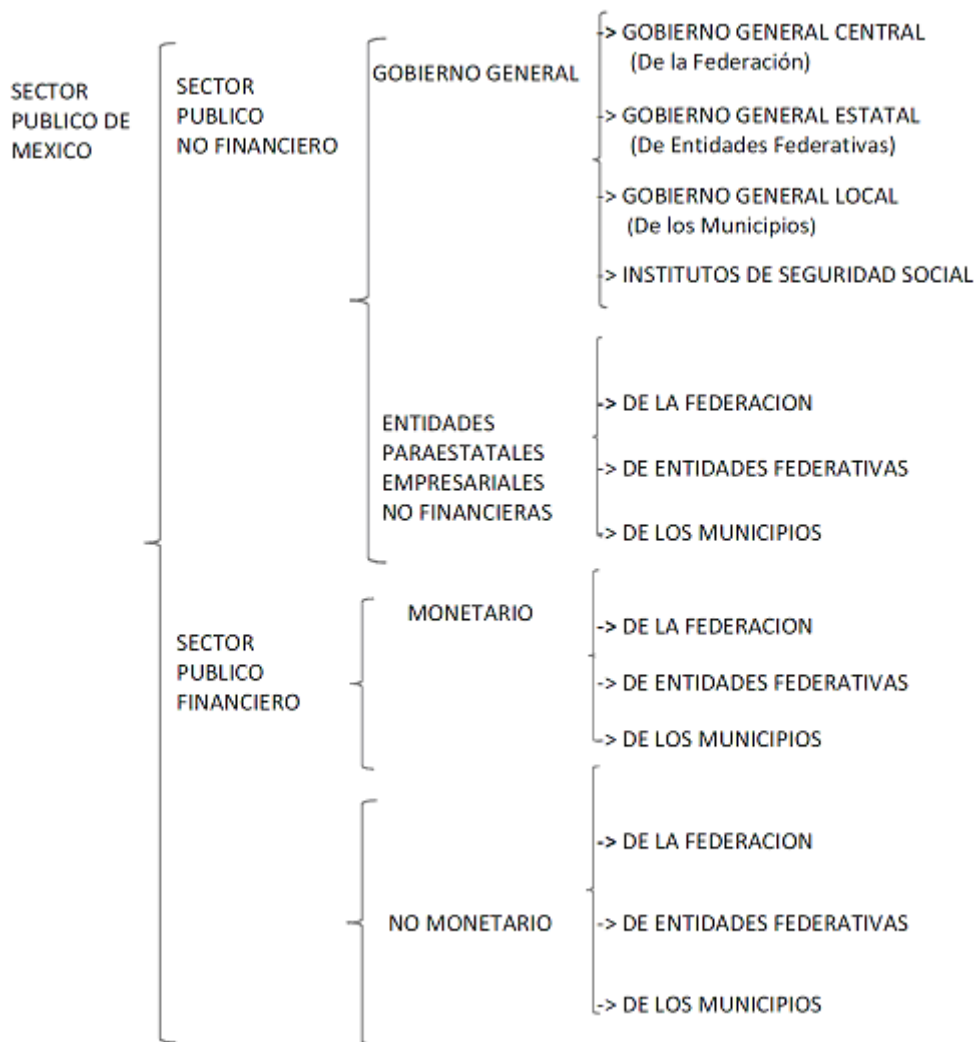 SECTOR
PUBLICO DE
MEXICO
SECTOR
PUBLICO
NO FINANCIERO
GOBIERNO GENERAL
-> GOBIERNO GENERAL CENTRAL
(De la Federación)
-> GOBIERNO GENERAL ESTATAL
(De Entidades Federativas)
-> GOBIERNO GENERAL LOCAL
(De los Municipios)
-> INSTITUTOS DE SEGURIDAD SOCIAL
ENTIDADES
PARAESTATALES
EMPRESARIALES
NO FINANCIERAS
-> DE LA FEDERACION
-> DE ENTIDADES FEDERATIVAS
-> DE LOS MUNICIPIOS
SECTOR
PUBLICO
FINANCIERO
MONETARIO
-> DE LA FEDERACION
-> DE ENTIDADES FEDERATIVAS
-> DE LOS MUNICIPIOS
NO MONETARIO
-> DE LA FEDERACION
-> DE ENTIDADES FEDERATIVAS
-> DE LOS MUNICIPIOS